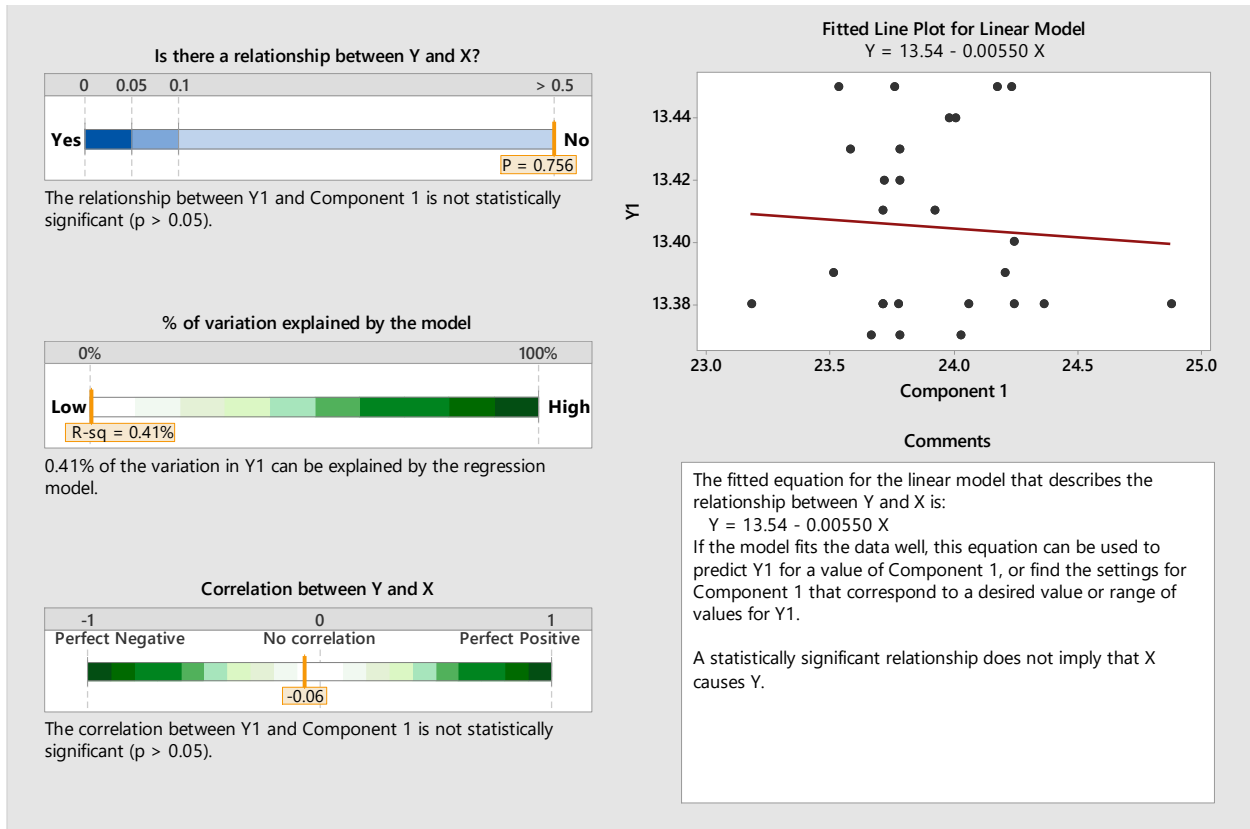 Is there a relationship between Y and X?
0 0.05 0.1 > 0.5
Yes No
P = 0.756
The relationship between Y1 and Component 1 is not statistically
significant (p > 0.05).
% of variation explained by the model
0% 100%
Low High
R-sq = 0.41%
0.41% of the variation in Y1 can be explained by the regression
model.
Correlation between Y and X
-1 0 1
Perfect Negative No correlation Perfect Positive
-0.06
The correlation between Y1 and Component 1 is not statistically
significant (p > 0.05).
Fitted Line Plot for Linear Model
Y = 13.54 - 0.00550 X
13.44
13.42
13.40
13.38
Y1
23.0 23.5 24.0 24.5 25.0
Component 1
Comments
The fitted equation for the linear model that describes the
relationship between Y and X is:
Y = 13.54 - 0.00550 X
If the model fits the data well, this equation can be used to
predict Y1 for a value of Component 1, or find the settings for
Component 1 that correspond to a desired value or range of
values for Y1.
A statistically significant relationship does not imply that X
causes Y.